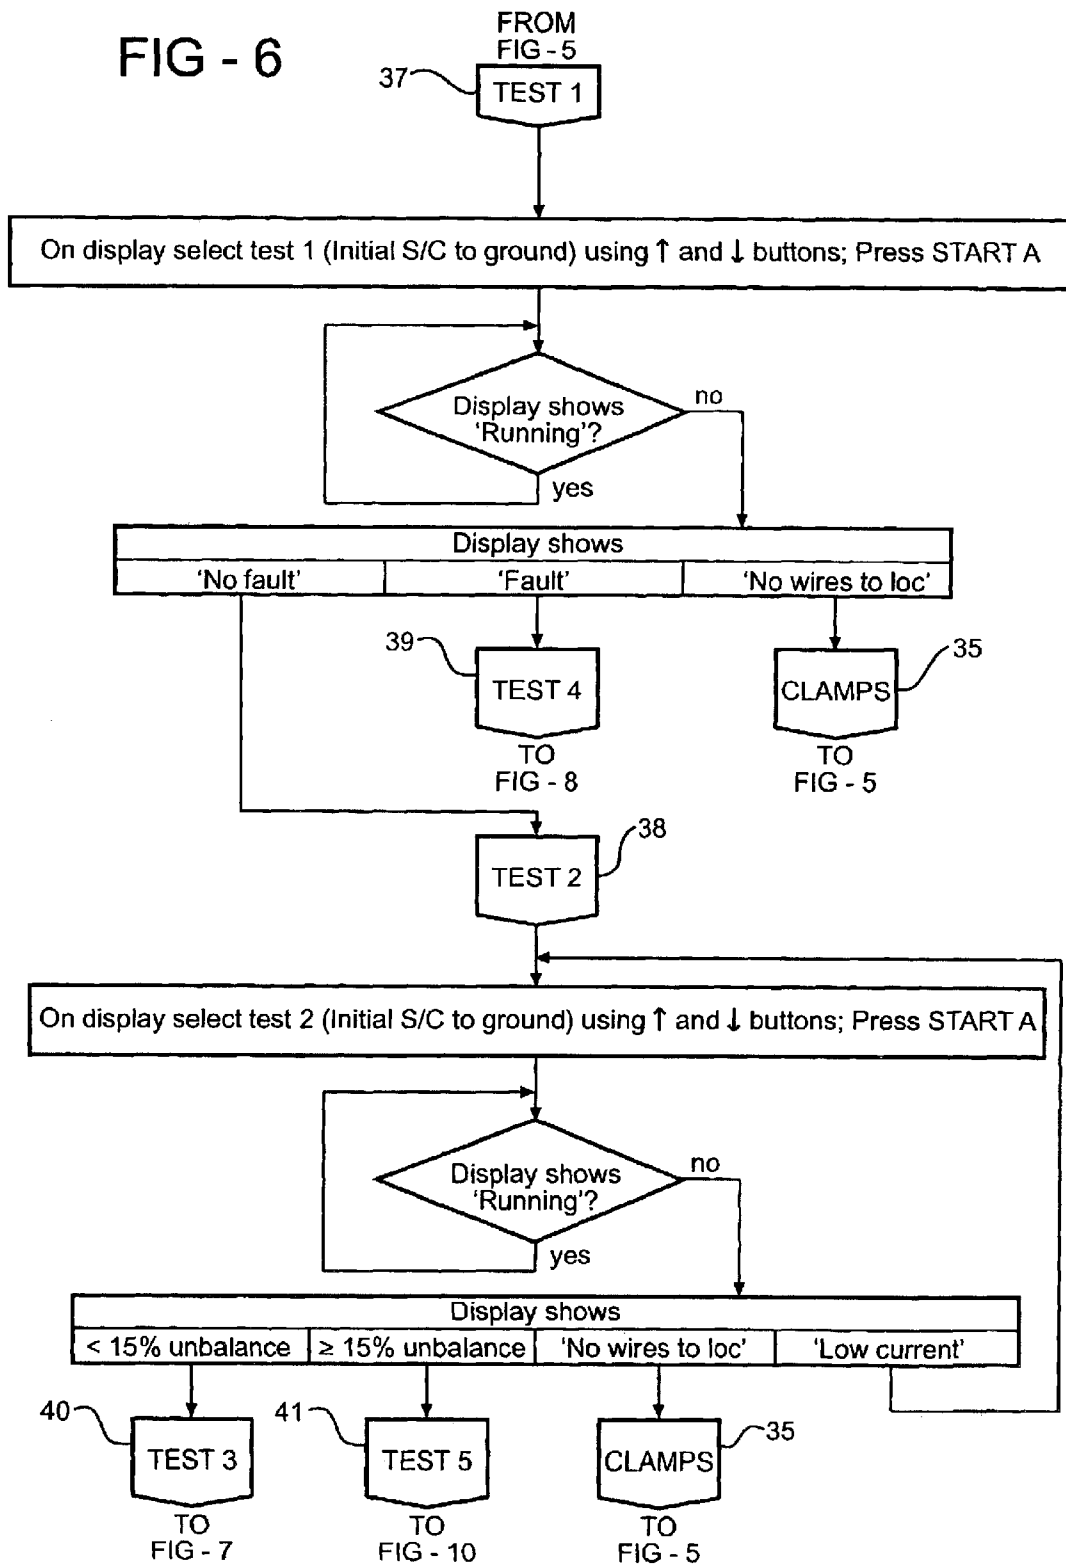 FIG - 6
FROM
FIG - 5
37
TEST 1
On display select test 1 (Initial S/C to ground) using ↑ and ↓ buttons; Press START A
Display shows
'Running'?
no
yes
Display shows
'No fault'
'Fault'
'No wires to loc'
39
TEST 4
TO
FIG - 8
35
CLAMPS
TO
FIG - 5
38
TEST 2
On display select test 2 (Initial S/C to ground) using ↑ and ↓ buttons; Press START A
Display shows
'Running'?
no
yes
Display shows
< 15% unbalance
≥ 15% unbalance
'No wires to loc'
'Low current'
40
TEST 3
TO
FIG - 7
41
TEST 5
TO
FIG - 10
35
CLAMPS
TO
FIG - 5